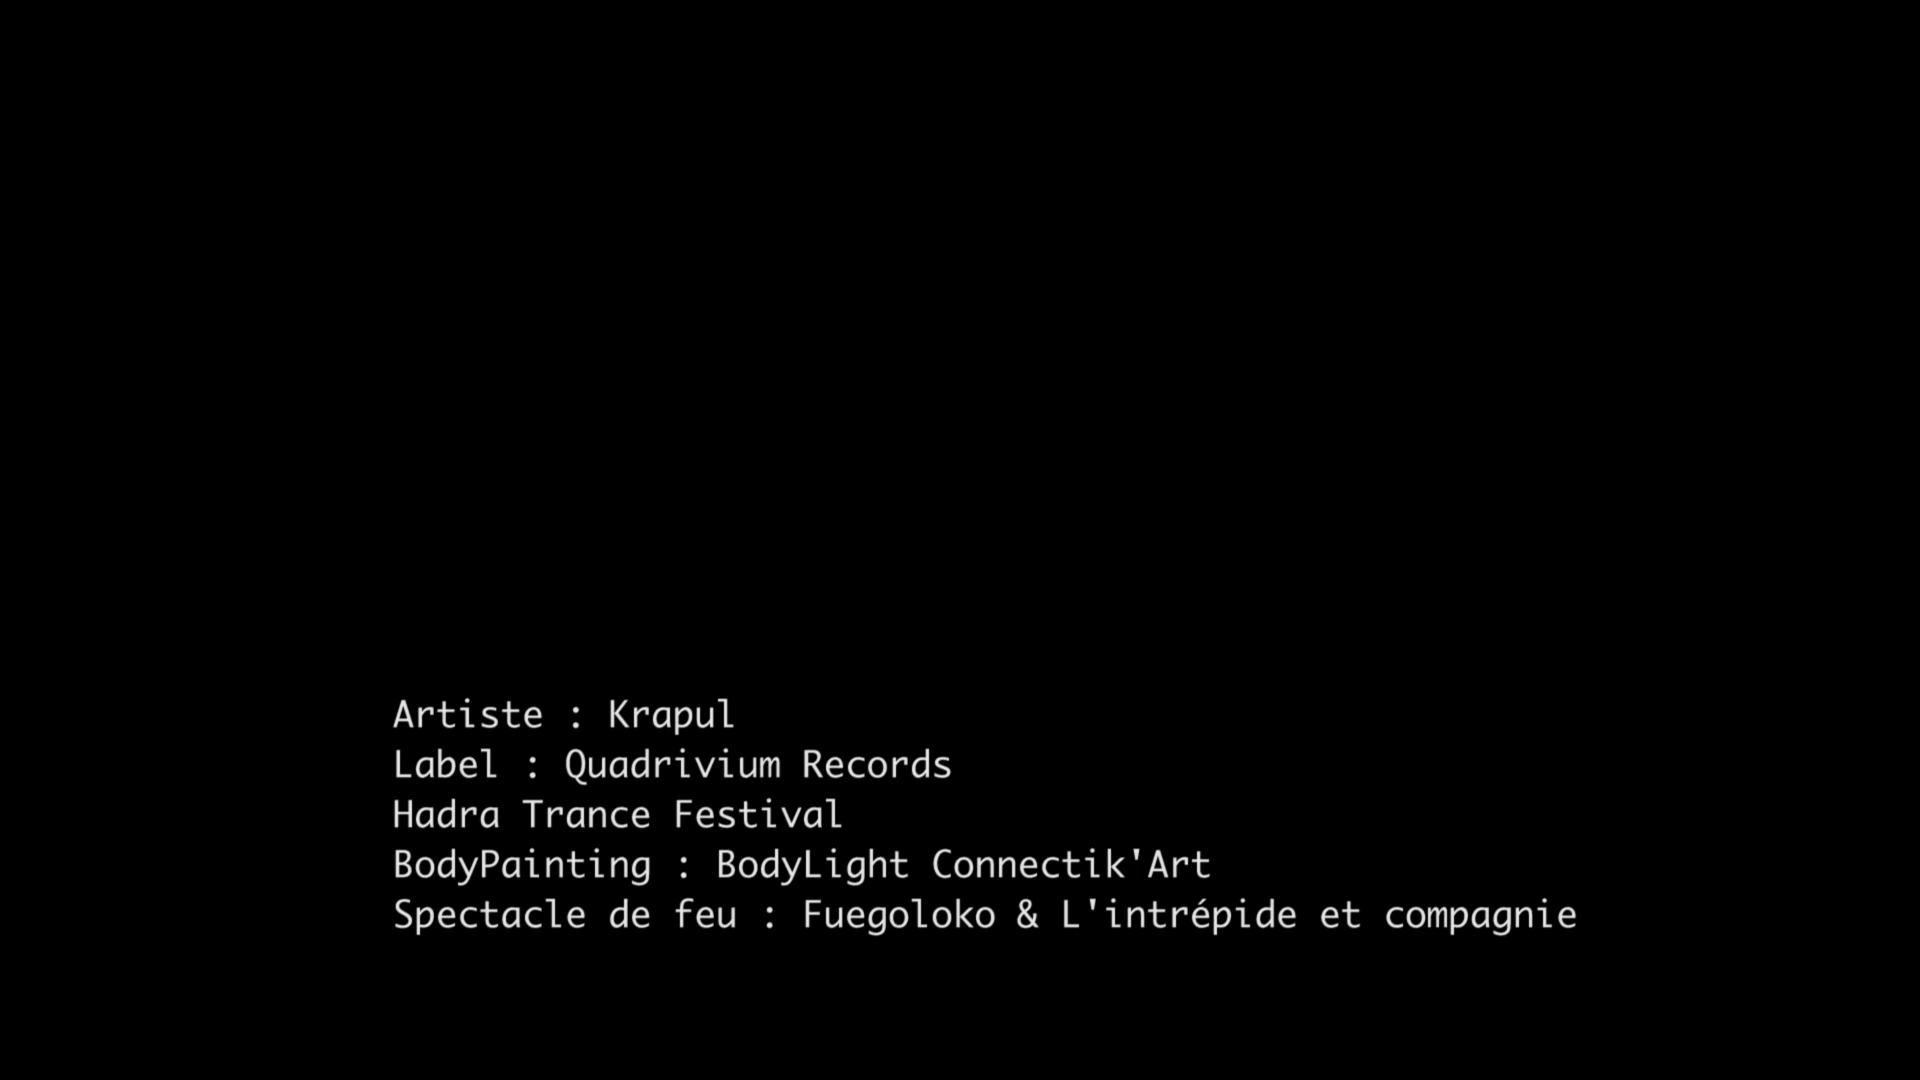 Artiste : Krapul
Label : Quadrivium Records
Hadra Trance Festival
BodyPainting : BodyLight Connectik'Art
Spectacle de feu : Fuegoloko & L'intrépide et compagnie